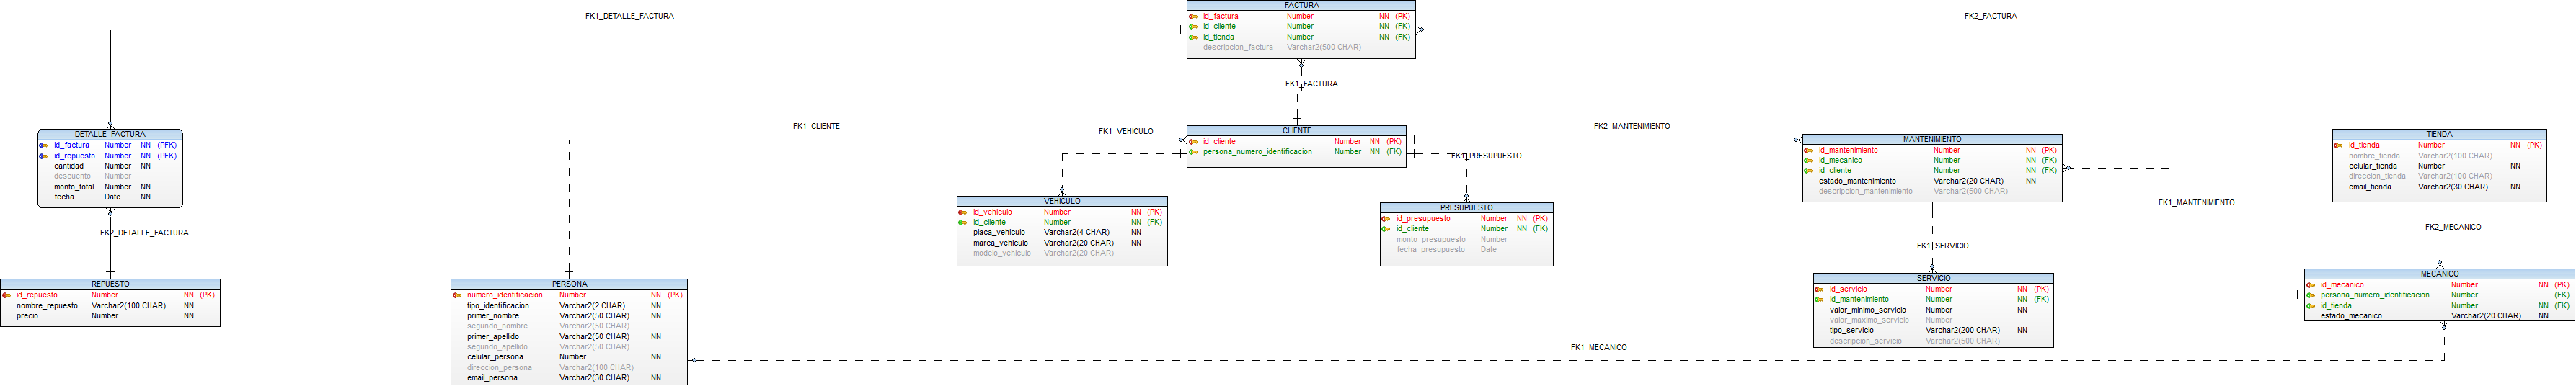 FACTURA
id_factura Number NN (PK)
id_cliente Number NN (FK)
id_tienda Number NN (FK)
descripcion_factura Varchar2(500 CHAR)
FK1_DETALLE_FACTURA
FK2_FACTURA
FK1_FACTURA
DETALLE_FACTURA
id_factura Number NN (PFK)
id_repuesto Number NN (PFK)
cantidad Number NN
descuento Number
monto_total Number NN
fecha Date NN
FK2_DETALLE_FACTURA
REPUESTO
id_repuesto Number NN (PK)
nombre_repuesto Varchar2(100 CHAR) NN
precio Number NN
FK1_CLIENTE
PERSONA
numero_identificacion Number NN (PK)
tipo_identificacion Varchar2(2 CHAR) NN
primer_nombre Varchar2(50 CHAR) NN
segundo_nombre Varchar2(50 CHAR)
primer_apellido Varchar2(50 CHAR) NN
segundo_apellido Varchar2(50 CHAR)
celular_persona Number NN
direccion_persona Varchar2(100 CHAR)
email_persona Varchar2(30 CHAR) NN
FK1_VEHICULO
CLIENTE
id_cliente Number NN (PK)
persona_numero_identificacion Number NN (FK)
VEHICULO
id_vehiculo Number NN (PK)
id_cliente Number NN (FK)
placa_vehiculo Varchar2(4 CHAR) NN
marca_vehiculo Varchar2(20 CHAR) NN
modelo_vehiculo Varchar2(20 CHAR)
FK1_PRESUPUESTO
PRESUPUESTO
id_presupuesto Number NN (PK)
id_cliente Number NN (FK)
monto_presupuesto Number
fecha_presupuesto Date
FK2_MANTENIMIENTO
MANTENIMIENTO
id_mantenimiento Number NN (PK)
id_mecanico Number NN (FK)
id_cliente Number NN (FK)
estado_mantenimiento Varchar2(20 CHAR) NN
descripcion_mantenimiento Varchar2(500 CHAR)
FK1_SERVICIO
SERVICIO
id_servicio Number NN (PK)
id_mantenimiento Number NN (FK)
valor_minimo_servicio Number NN
valor_maximo_servicio Number
tipo_servicio Varchar2(200 CHAR) NN
descripcion_servicio Varchar2(500 CHAR)
FK1_MANTENIMIENTO
TIENDA
id_tienda Number NN (PK)
nombre_tienda Varchar2(100 CHAR)
celular_tienda Number NN
direccion_tienda Varchar2(100 CHAR)
email_tienda Varchar2(30 CHAR) NN
FK2_MECANICO
MECANICO
id_mecanico Number NN (PK)
persona_numero_identificacion Number (FK)
id_tienda Number NN (FK)
estado_mecanico Varchar2(20 CHAR) NN
FK1_MECANICO